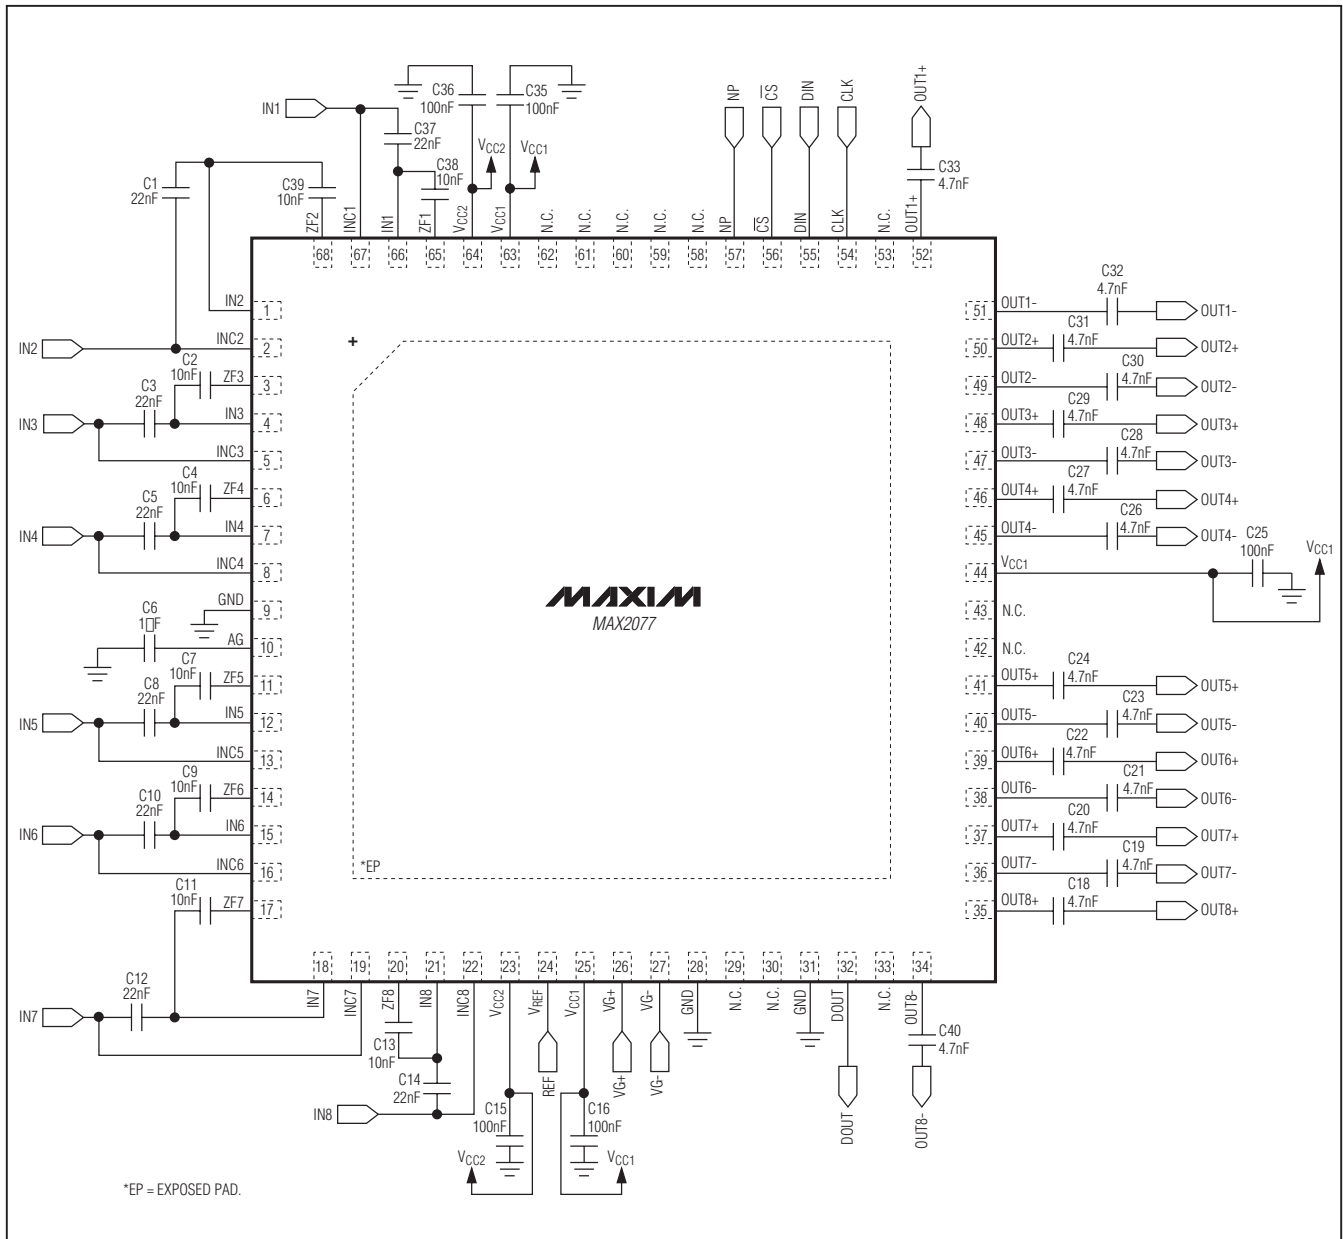 IN1
C36
100nF
C35
100nF
C37
22nF
C38
10nF
VCC2
VCC1
NP
CS
DIN
CLK
OUT1+
C33
4.7nF
C1
22nF
C39
10nF
ZF2
INC1
IN1
ZF1
VCC2
VCC1
N.C.
N.C.
N.C.
N.C.
N.C.
NP
CS
DIN
CLK
N.C.
OUT1+
68
67
66
65
64
63
62
61
60
59
58
57
56
55
54
53
52
IN2
1
IN2
INC2
2
C2
10nF
ZF3
3
C3
22nF
IN3
IN3
4
INC3
5
C4
10nF
ZF4
6
C5
22nF
IN4
IN4
7
INC4
8
GND
9
C6
1□F
AG
10
C7
10nF
ZF5
11
C8
22nF
IN5
IN5
12
INC5
13
C9
10nF
ZF6
14
C10
22nF
IN6
IN6
15
INC6
16
C11
10nF
ZF7
17
+
MAXIM
MAX2077
*EP
51
OUT1-
C32
4.7nF
OUT1-
50
OUT2+
C31
4.7nF
OUT2+
49
OUT2-
C30
4.7nF
OUT2-
48
OUT3+
C29
4.7nF
OUT3+
47
OUT3-
C28
4.7nF
OUT3-
46
OUT4+
C27
4.7nF
OUT4+
45
OUT4-
C26
4.7nF
OUT4-
44
VCC1
C25
100nF
VCC1
43
N.C.
42
N.C.
41
OUT5+
C24
4.7nF
OUT5+
40
OUT5-
C23
4.7nF
OUT5-
39
OUT6+
C22
4.7nF
OUT6+
38
OUT6-
C21
4.7nF
OUT6-
37
OUT7+
C20
4.7nF
OUT7+
36
OUT7-
C19
4.7nF
OUT7-
35
OUT8+
C18
4.7nF
OUT8+
18
19
20
21
22
23
24
25
26
27
28
29
30
31
32
33
34
IN7
INC7
ZF8
IN8
INC8
VCC2
VREF
VCC1
VG+
VG-
GND
N.C.
N.C.
GND
DOUT
N.C.
OUT8-
C12
22nF
IN7
C13
10nF
C14
22nF
IN8
C15
100nF
VCC2
REF
C16
100nF
VCC1
VG+
VG-
DOUT
C40
4.7nF
OUT8-
*EP = EXPOSED PAD.